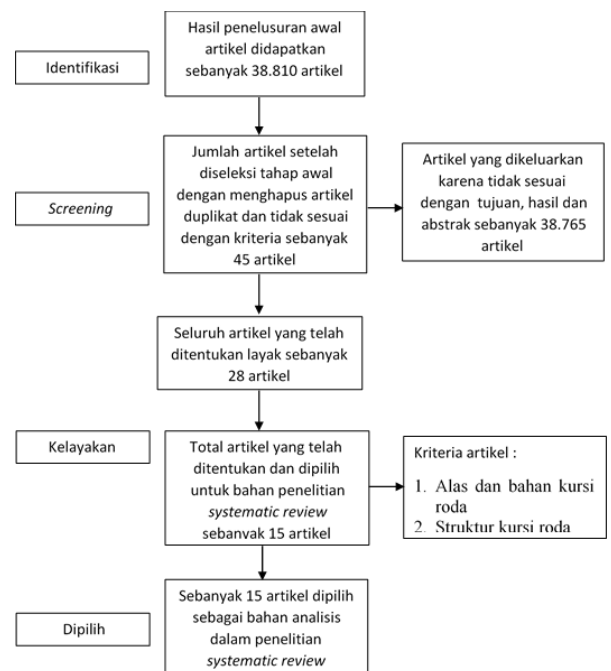 Identifikasi
Hasil penelusuran awal
artikel didapatkan
sebanyak 38.810 artikel
Screening
Jumlah artikel setelah
diseleksi tahap awal
dengan menghapus artikel
duplikat dan tidak sesuai
dengan kriteria sebanyak
45 artikel
Artikel yang dikeluarkan
karena tidak sesuai
dengan tujuan, hasil dan
abstrak sebanyak 38.765
artikel
Seluruh artikel yang telah
ditentukan layak sebanyak
28 artikel
Kelayakan
Total artikel yang telah
ditentukan dan dipilih
untuk bahan penelitian
systematic review
sebanyak 15 artikel
Kriteria artikel :
1. Alas dan bahan kursi
roda
2. Struktur kursi roda
Dipilih
Sebanyak 15 artikel dipilih
sebagai bahan analisis
dalam penelitian
systematic review